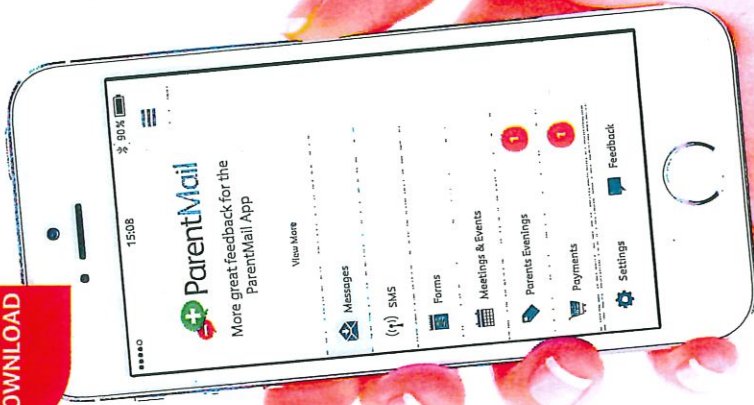 OWNLOAD
15:08
90%
ParentMail
More great feedback for the
ParentMail App
View More
Messages
SMS
Forms
Meetings & Events
Parents Evenings
1
Payments
1
Settings
Feedback